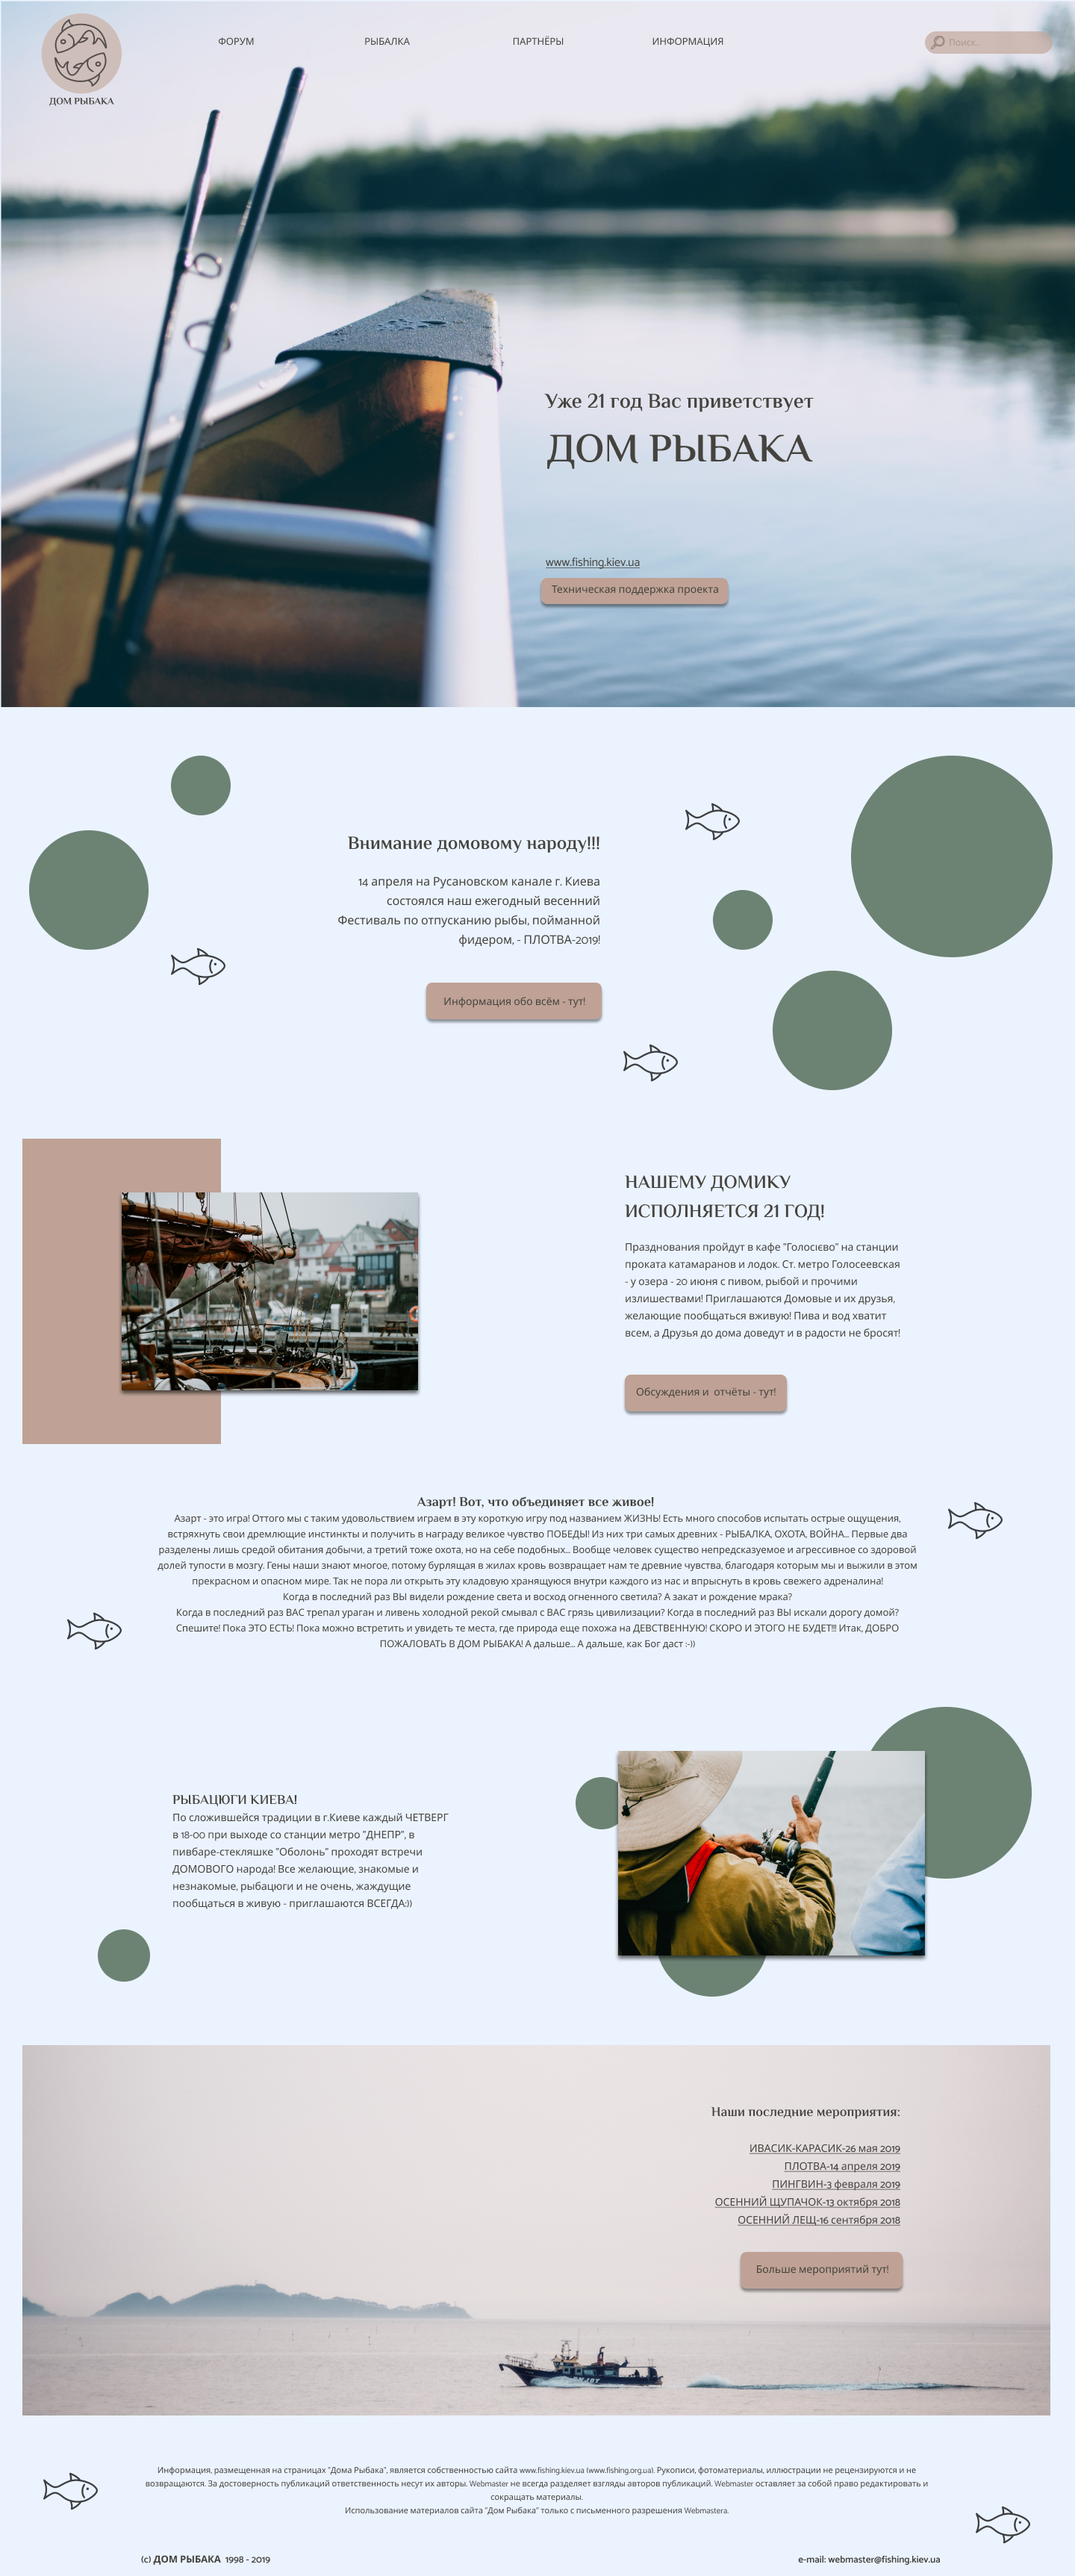 ФОРУМ
РЫБАЛКА
ПАРТНЁРЫ
ИНФОРМАЦИЯ
Поиск..
ДОМ РЫБАКА
Уже 21 год Вас приветствует
ДОМ РЫБАКА
www.fishing.kiev.ua
Техническая поддержка проекта
Внимание домовому народу!!!
14 апреля на Русановском канале г. Киева
состоялся наш ежегодный весенний
Фестиваль по отпусканию рыбы, пойманной
фидером, - ПЛОТВА-2019!
Информация обо всём - тут!
НАШЕМУ ДОМИКУ
ИСПОЛНЯЕТСЯ 21 ГОД!
Празднования пройдут в кафе "Голосієво" на станции
проката катамаранов и лодок. Ст. метро Голосеевская
- у озера - 20 июня с пивом, рыбой и прочими
излишествами! Приглашаются Домовые и их друзья,
желающие пообщаться вживую! Пива и вод хватит
всем, а Друзья до дома доведут и в радости не бросят!
Обсуждения и отчёты - тут!
Азарт! Вот, что объединяет все живое!
Азарт - это игра! Оттого мы с таким удовольствием играем в эту короткую игру под названием ЖИЗНЬ! Есть много способов испытать острые ощущения,
встряхнуть свои дремлющие инстинкты и получить в награду великое чувство ПОБЕДЫ! Из них три самых древних - РЫБАЛКА, ОХОТА, ВОЙНА... Первые два
разделены лишь средой обитания добычи, а третий тоже охота, но на себе подобных... Вообще человек существо непредсказуемое и агрессивное со здоровой
долей тупости в мозгу. Гены наши знают многое, потому бурлящая в жилах кровь возвращает нам те древние чувства, благодаря которым мы и выжили в этом
прекрасном и опасном мире. Так не пора ли открыть эту кладовую хранящуюся внутри каждого из нас и впрыснуть в кровь свежего адреналина!
Когда в последний раз ВЫ видели рождение света и восход огненного светила? А закат и рождение мрака?
Когда в последний раз ВАС трепал ураган и ливень холодной рекой смывал с ВАС грязь цивилизации? Когда в последний раз ВЫ искали дорогу домой?
Спешите! Пока ЭТО ЕСТЬ! Пока можно встретить и увидеть те места, где природа еще похожа на ДЕВСТВЕННУЮ! СКОРО И ЭТОГО НЕ БУДЕТ!!! Итак, ДОБРО
ПОЖАЛОВАТЬ В ДОМ РЫБАКА! А дальше... А дальше, как Бог даст :-))
РЫБАЦЮГИ КИЕВА!
По сложившейся традиции в г.Киеве каждый ЧЕТВЕРГ
в 18-00 при выходе со станции метро "ДНЕПР", в
пивбаре-стекляшке "Оболонь" проходят встречи
ДОМОВОГО народа! Все желающие, знакомые и
незнакомые, рыбацюги и не очень, жаждущие
пообщаться в живую - приглашаются ВСЕГДА:))
Наши последние мероприятия:
ИВАСИК-КАРАСИК-26 мая 2019
ПЛОТВА-14 апреля 2019
ПИНГВИН-3 февраля 2019
ОСЕННИЙ ЩУПАЧОК-13 октября 2018
ОСЕННИЙ ЛЕЩ-16 сентября 2018
Больше мероприятий тут!
Информация, размещенная на страницах "Дома Рыбака", является собственностью сайта www.fishing.kiev.ua (www.fishing.org.ua). Рукописи, фотоматериалы, иллюстрации не рецензируются и не
возвращаются. За достоверность публикаций ответственность несут их авторы. Webmaster не всегда разделяет взгляды авторов публикаций. Webmaster оставляет за собой право редактировать и
сокращать материалы.
Использование материалов сайта "Дом Рыбака" только с письменного разрешения Webmasterа.
(c) ДОМ РЫБАКА 1998 - 2019
e-mail: webmaster@fishing.kiev.ua